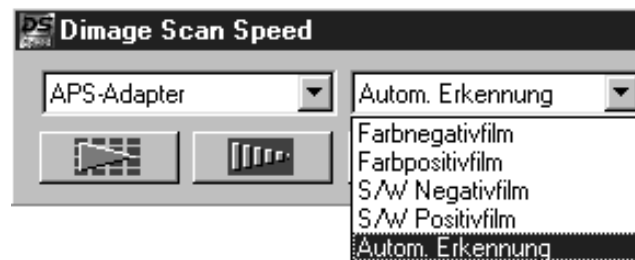 DS Dimage Scan Speed
APS-Adapter Autom. Erkennung
Farbnegativfilm
Farbpositivfilm
S/W Negativfilm
S/W Positivfilm
Autom. Erkennung